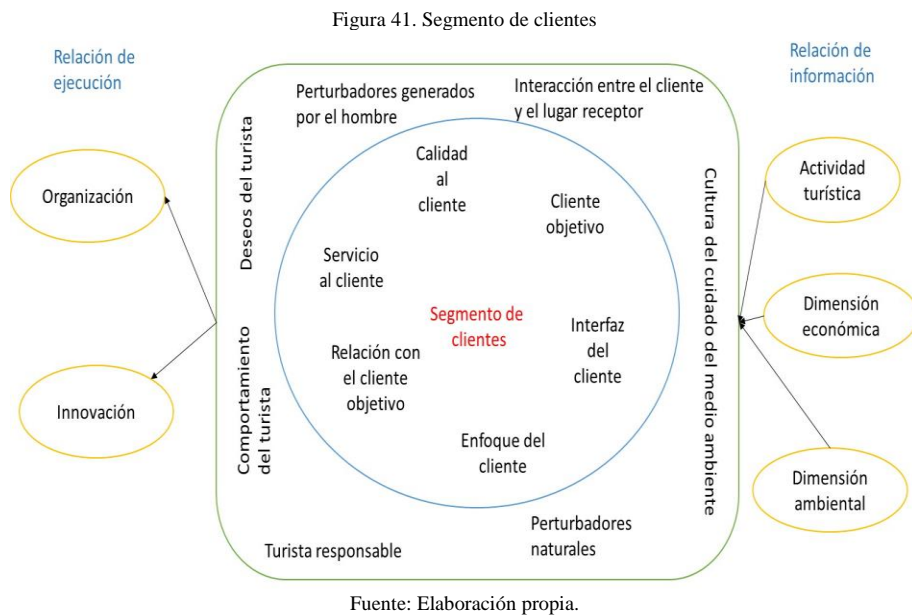 Figura 41. Segmento de clientes
Relación de
ejecución
Relación de
información
Perturbadores generados
por el hombre
Interacción entre el cliente
y el lugar receptor
Deseos del turista
Comportamiento
del turista
Cultura del cuidado del medio ambiente
Organización
Innovación
Calidad
al
cliente
Cliente
objetivo
Servicio
al cliente
Segmento de
clientes
Interfaz
del
cliente
Relación con
el cliente
objetivo
Enfoque del
cliente
Actividad
turística
Dimensión
económica
Dimensión
ambiental
Turista responsable
Perturbadores
naturales
Fuente: Elaboración propia.